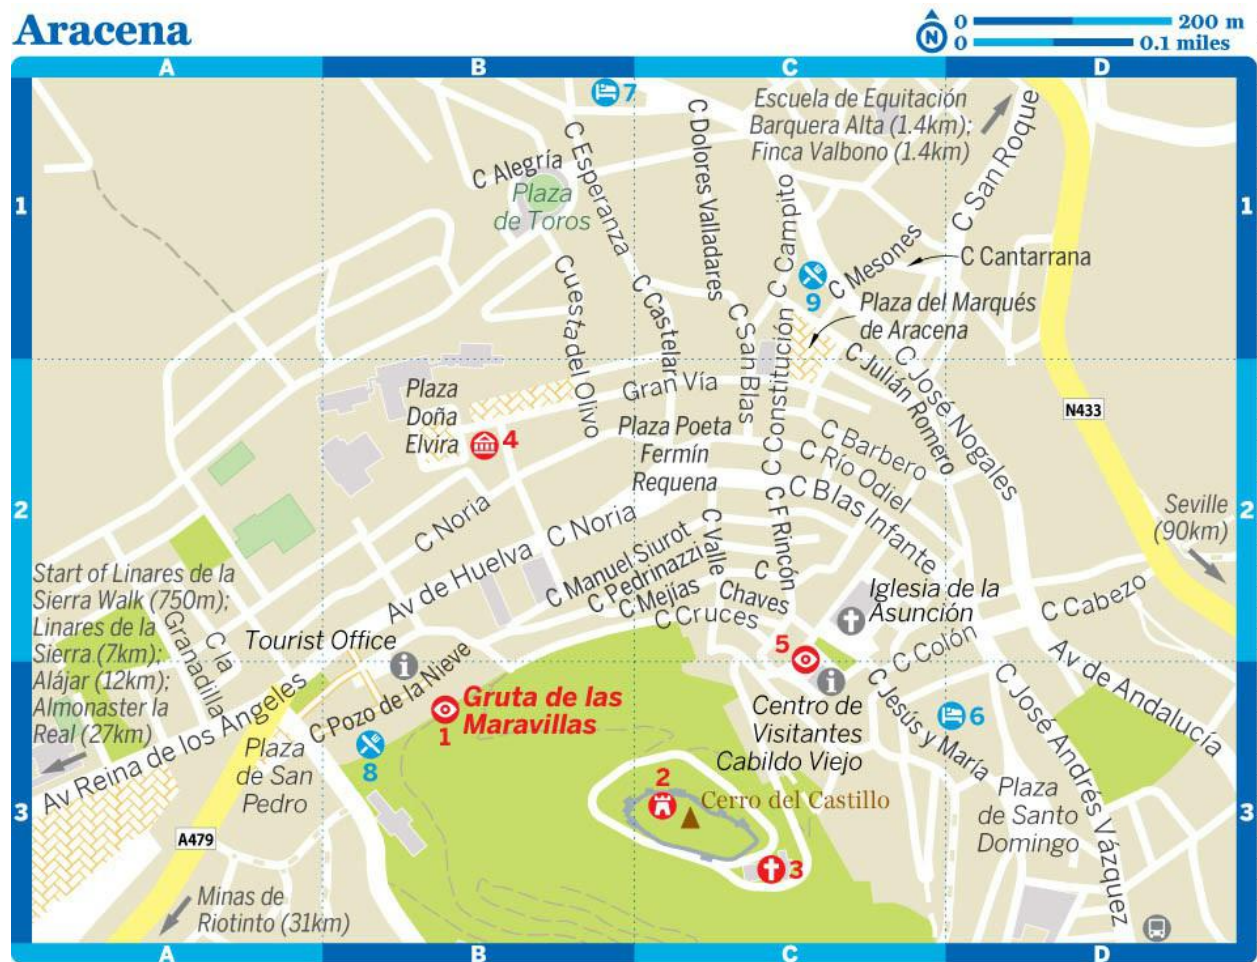 Aracena
N
0
200 m
0
0.1 miles
A
B
C
D
1
1
7
Escuela de Equitación
Barquera Alta (1.4km);
Finca Valbono (1.4km)
C San Roque
C Alegría
Plaza
de Toros
C Esperanza
C Dolores Valladares
C Campito
C Mesones
C Cantarrana
9
Plaza del Marqués
de Aracena
Cuesta del Olivo
C Castelar
C San Blas
C Constitución
C Julián Romero
C José Nogales
2
2
Plaza
Doña
Elvira
4
Gran Vía
Plaza Poeta
Fermín
Requena
C Barbero
C Río Odiel
C Blas Infante
N433
Seville
(90km)
C Noria
C Noria
Av de Huelva
C Manuel Siurot
C Pedrinazzi
C Mejías
C Cruces
C Valle
C F Rincón
C
Chaves
Iglesia de la
Asunción
C Cabezo
C Colón
5
Start of Linares de la
Sierra Walk (750m);
Linares de la
Sierra (7km);
Alájar (12km);
Almonaster la
Real (27km)
C la
Granadilla
Tourist Office
i
i
Av Reina de los Angeles
C Pozo de la Nieve
Gruta de las
Maravillas
1
8
Plaza
de San
Pedro
Centro de
Visitantes
Cabildo Viejo
C Jesús y María
6
C José Andrés Vázquez
Av de Andalucía
Plaza
de Santo
Domingo
3
3
2
Cerro del Castillo
3
A479
Minas de
Riotinto (31km)
A
B
C
D